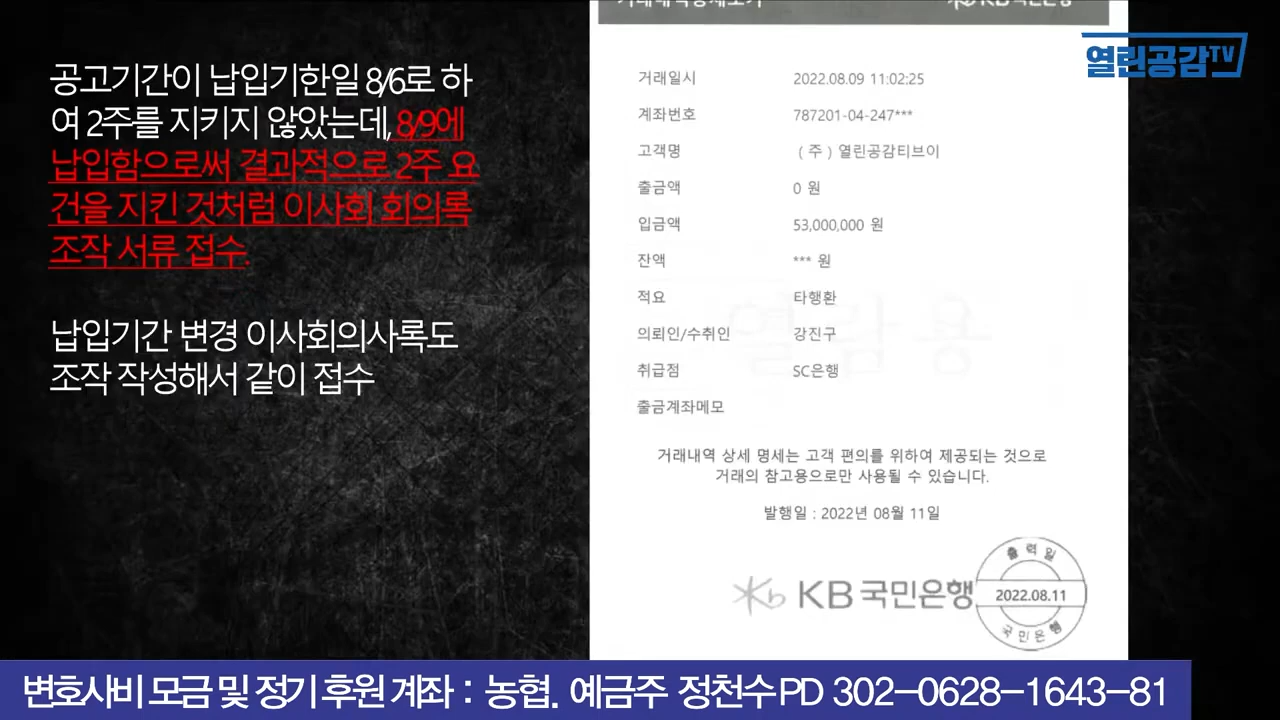 공고기간이 납입기한일 8/6로 하
여 2주를 지키지 않았는데, 8/9에
납입함으로써 결과적으로 2주 요
건을 지킨 것처럼 이사회 회의록
조작 서류 접수.
납입기간 변경 이사회의사록도
조작 작성해서 같이 접수
KB국민은행
열린공감TV
거래일시 2022.08.09 11:02:25
계좌번호 787201-04-247***
고객명 ( 주 ) 열린공감티브이
출금액 0 원
입금액 53,000,000 원
잔액 *** 원
적요 타행환
의뢰인/수취인 강진구
취급점 SC은행
출금계좌메모
열람용
거래내역 상세 명세는 고객 편의를 위하여 제공되는 것으로
거래의 참고용으로만 사용될 수 있습니다.
발행일 : 2022년 08월 11일
KB국민은행
출력일
2022.08.11
국민은행
변호사비 모금 및 정기 후원 계좌 : 농협. 예금주 정천수PD 302-0628-1643-81